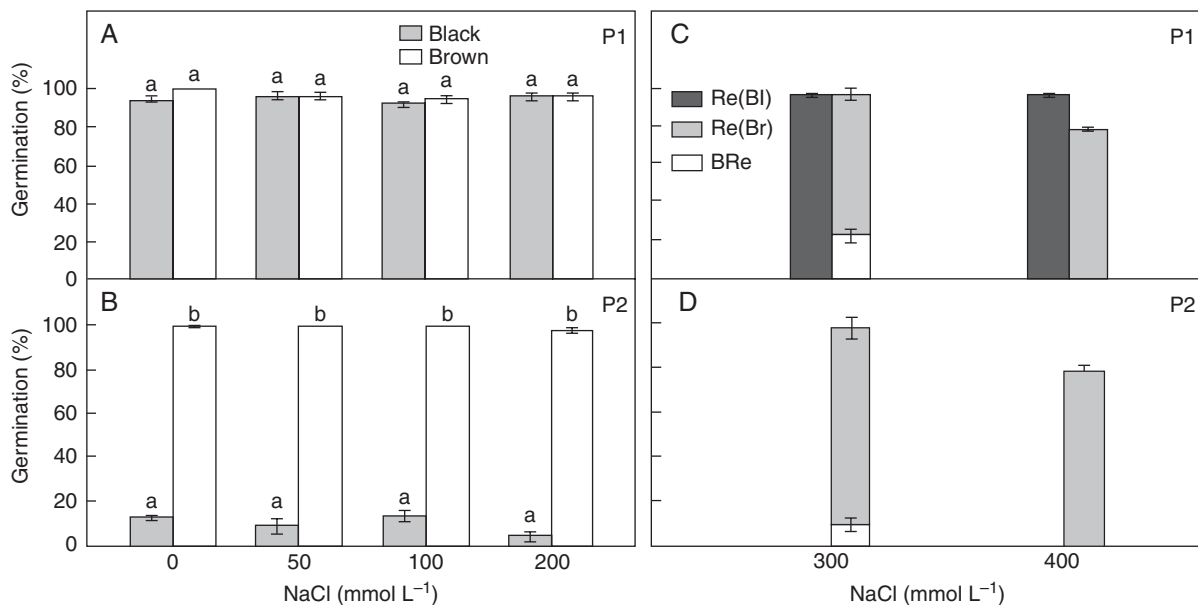 A
Black
Brown
P1
Germination (%)
100
80
60
40
20
0
a a a a a a a a
C
P1
Re(Bl)
Re(Br)
BRe
B
P2
Germination (%)
100
80
60
40
20
0
b b b b
a a a a
0 50 100 200
NaCl (mmol L⁻¹)
D
P2
300 400
NaCl (mmol L⁻¹)